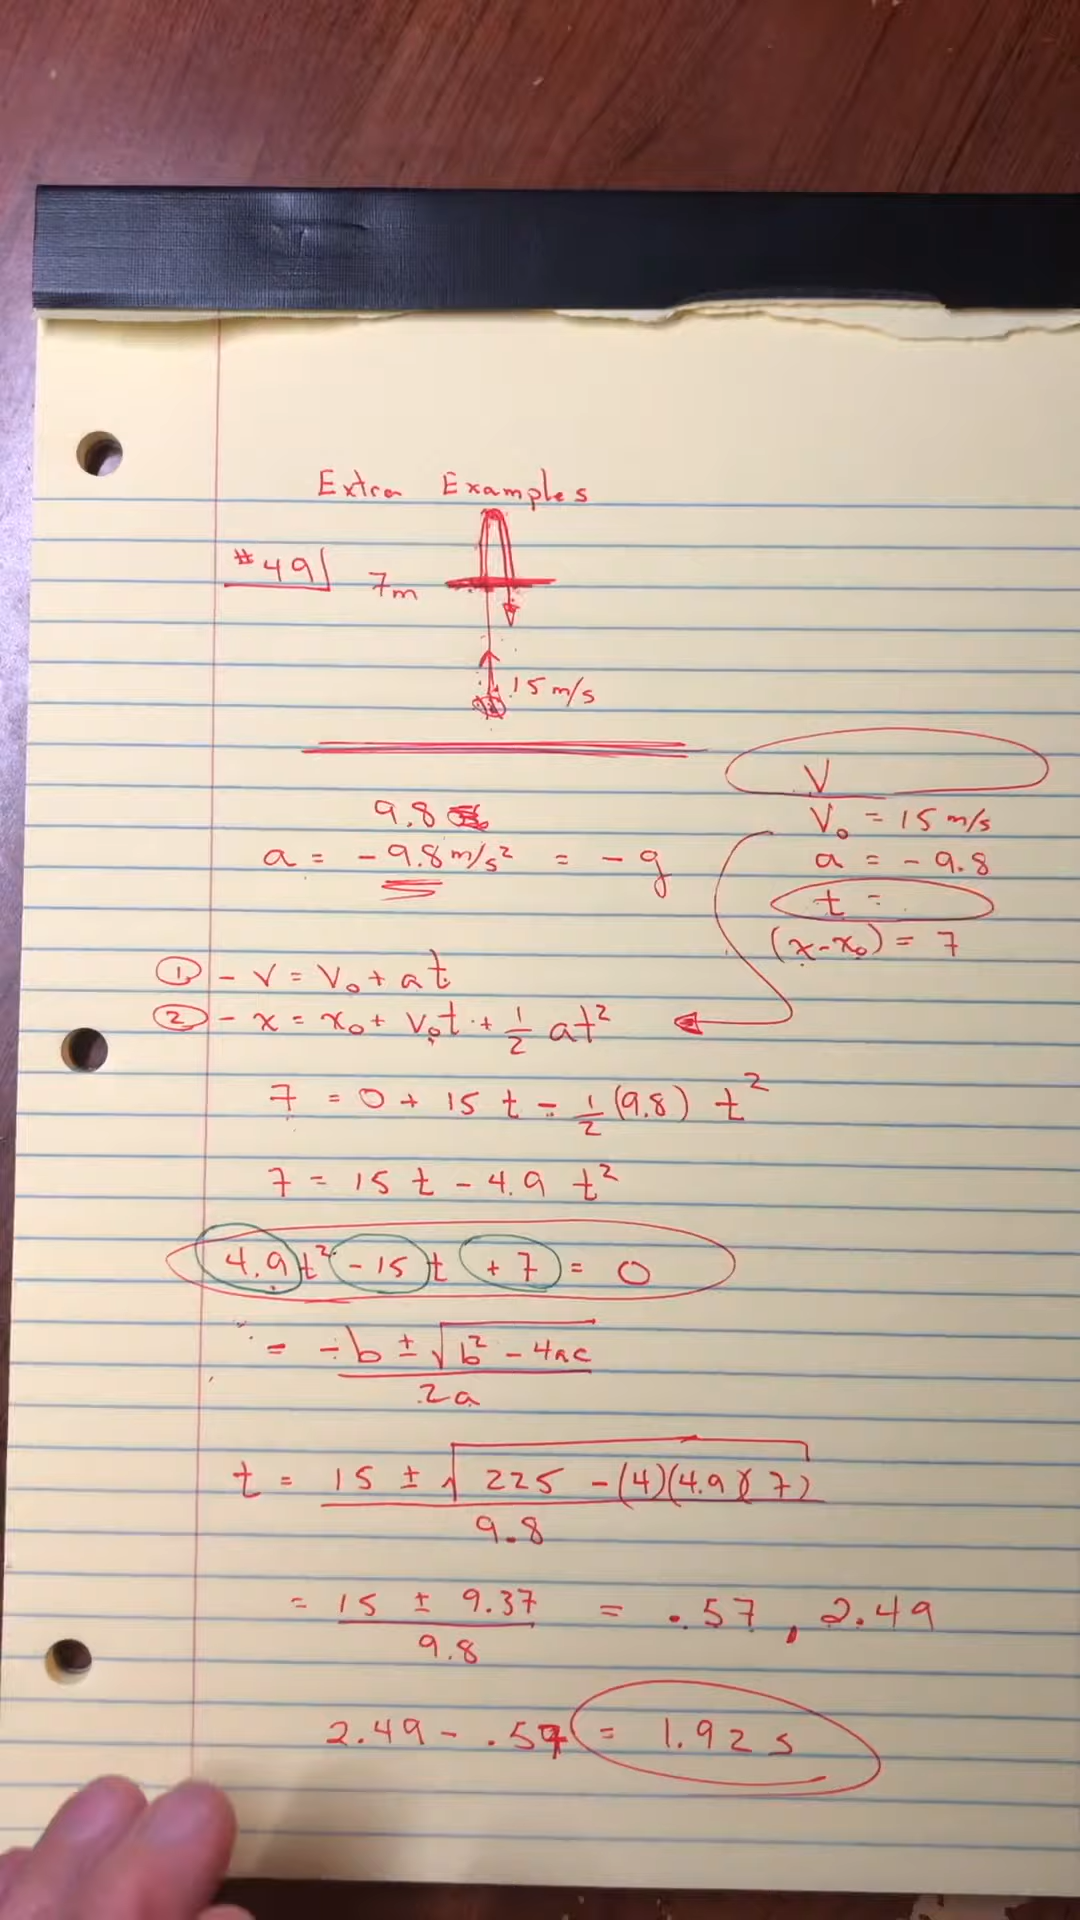 Extra Examples
#49 7m
15 m/s
V
9.8
V₀ = 15 m/s
a = - 9.8 m/s² = - g
a = - 9.8
t =
(x-x₀) = 7
① - v = v₀ + at
② - x = x₀ + v₀t + 1/2 at²
7 = 0 + 15 t - 1/2 (9.8) t²
7 = 15 t - 4.9 t²
4.9t² - 15t + 7 = 0
= -b ± √(b² - 4ac) / 2a
t = 15 ± √(225 - (4)(4.9)(7)) / 9.8
= 15 ± 9.37 / 9.8 = .57, 2.49
2.49 - .57 = 1.92 s